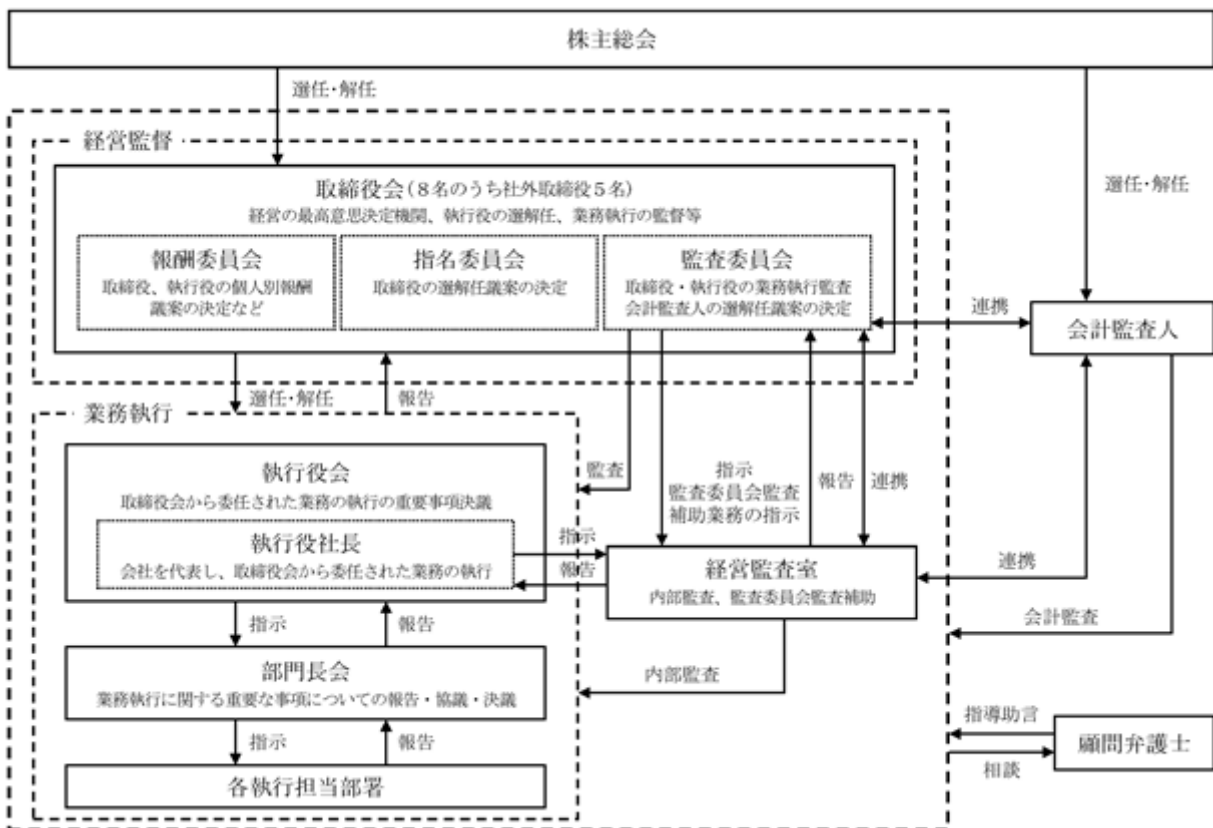 株主総会
選任・解任
経営監督
取締役会(8名のうち社外取締役5名)
経営の最高意思決定機関、執行役の選解任、業務執行の監督等
選任・解任
報酬委員会
取締役、執行役の個人別報酬
議案の決定など
指名委員会
取締役の選解任議案の決定
監査委員会
取締役・執行役の業務執行監査
会計監査人の選解任議案の決定
連携
会計監査人
選任・解任
報告
業務執行
執行役会
取締役会から委任された業務の執行の重要事項決議
執行役社長
会社を代表し、取締役会から委任された業務の執行
監査
指示
監査委員会監査
補助業務の指示
報告
連携
指示
報告
経営監査室
内部監査、監査委員会監査補助
連携
会計監査
指示
報告
部門長会
業務執行に関する重要な事項についての報告・協議・決議
内部監査
指示
報告
各執行担当部署
指導助言
相談
顧問弁護士